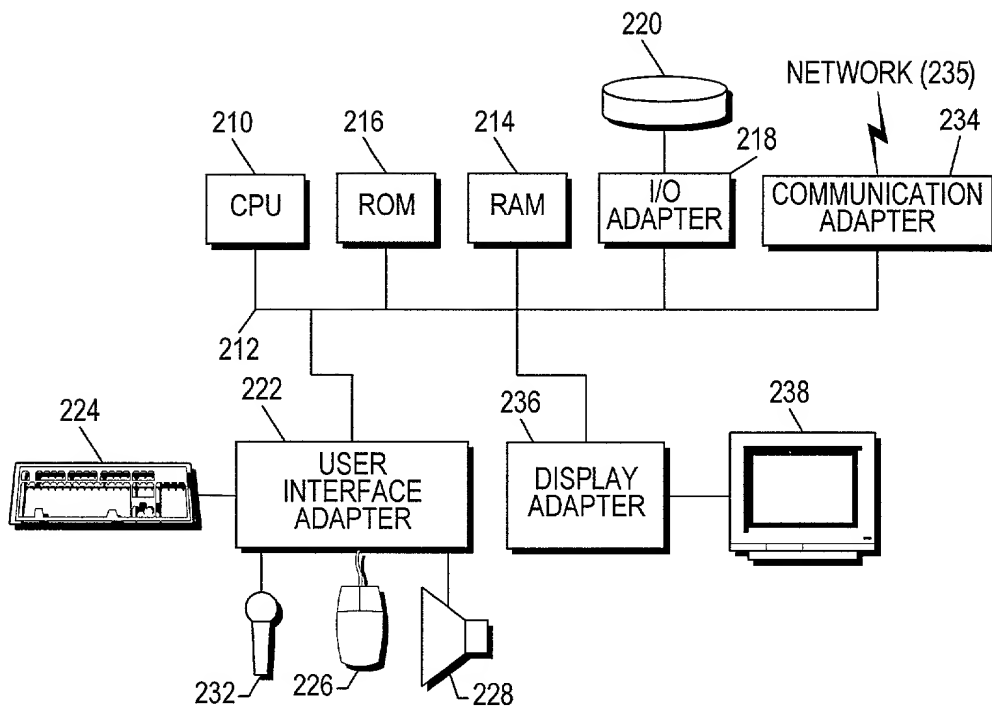 220
NETWORK (235)
210
216
214
218
234
CPU
ROM
RAM
I/O
ADAPTER
COMMUNICATION
ADAPTER
212
222
236
238
224
USER
INTERFACE
ADAPTER
DISPLAY
ADAPTER
232
226
228